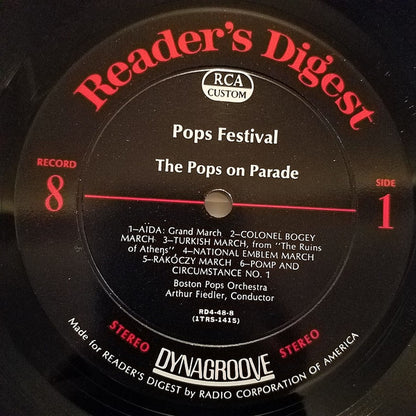 Reader's Digest
RCA
CUSTOM
Pops Festival
The Pops on Parade
RECORD
8
SIDE
1
1–AÏDA: Grand March 2–COLONEL BOGEY
MARCH 3–TURKISH MARCH, from "The Ruins
of Athens" 4–NATIONAL EMBLEM MARCH
5–RÁKÓCZY MARCH 6–POMP AND
CIRCUMSTANCE NO. 1
Boston Pops Orchestra
Arthur Fiedler, Conductor
RD4-48-8
(1TRS-1415)
STEREO
DYNAGROOVE
STEREO
Made for READER'S DIGEST by RADIO CORPORATION OF AMERICA